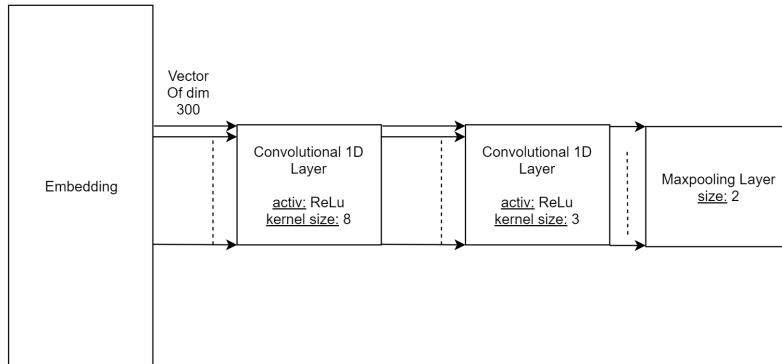 Vector
Of dim
300
Embedding
Convolutional 1D
Layer
activ: ReLu
kernel size: 8
Convolutional 1D
Layer
activ: ReLu
kernel size: 3
Maxpooling Layer
size: 2